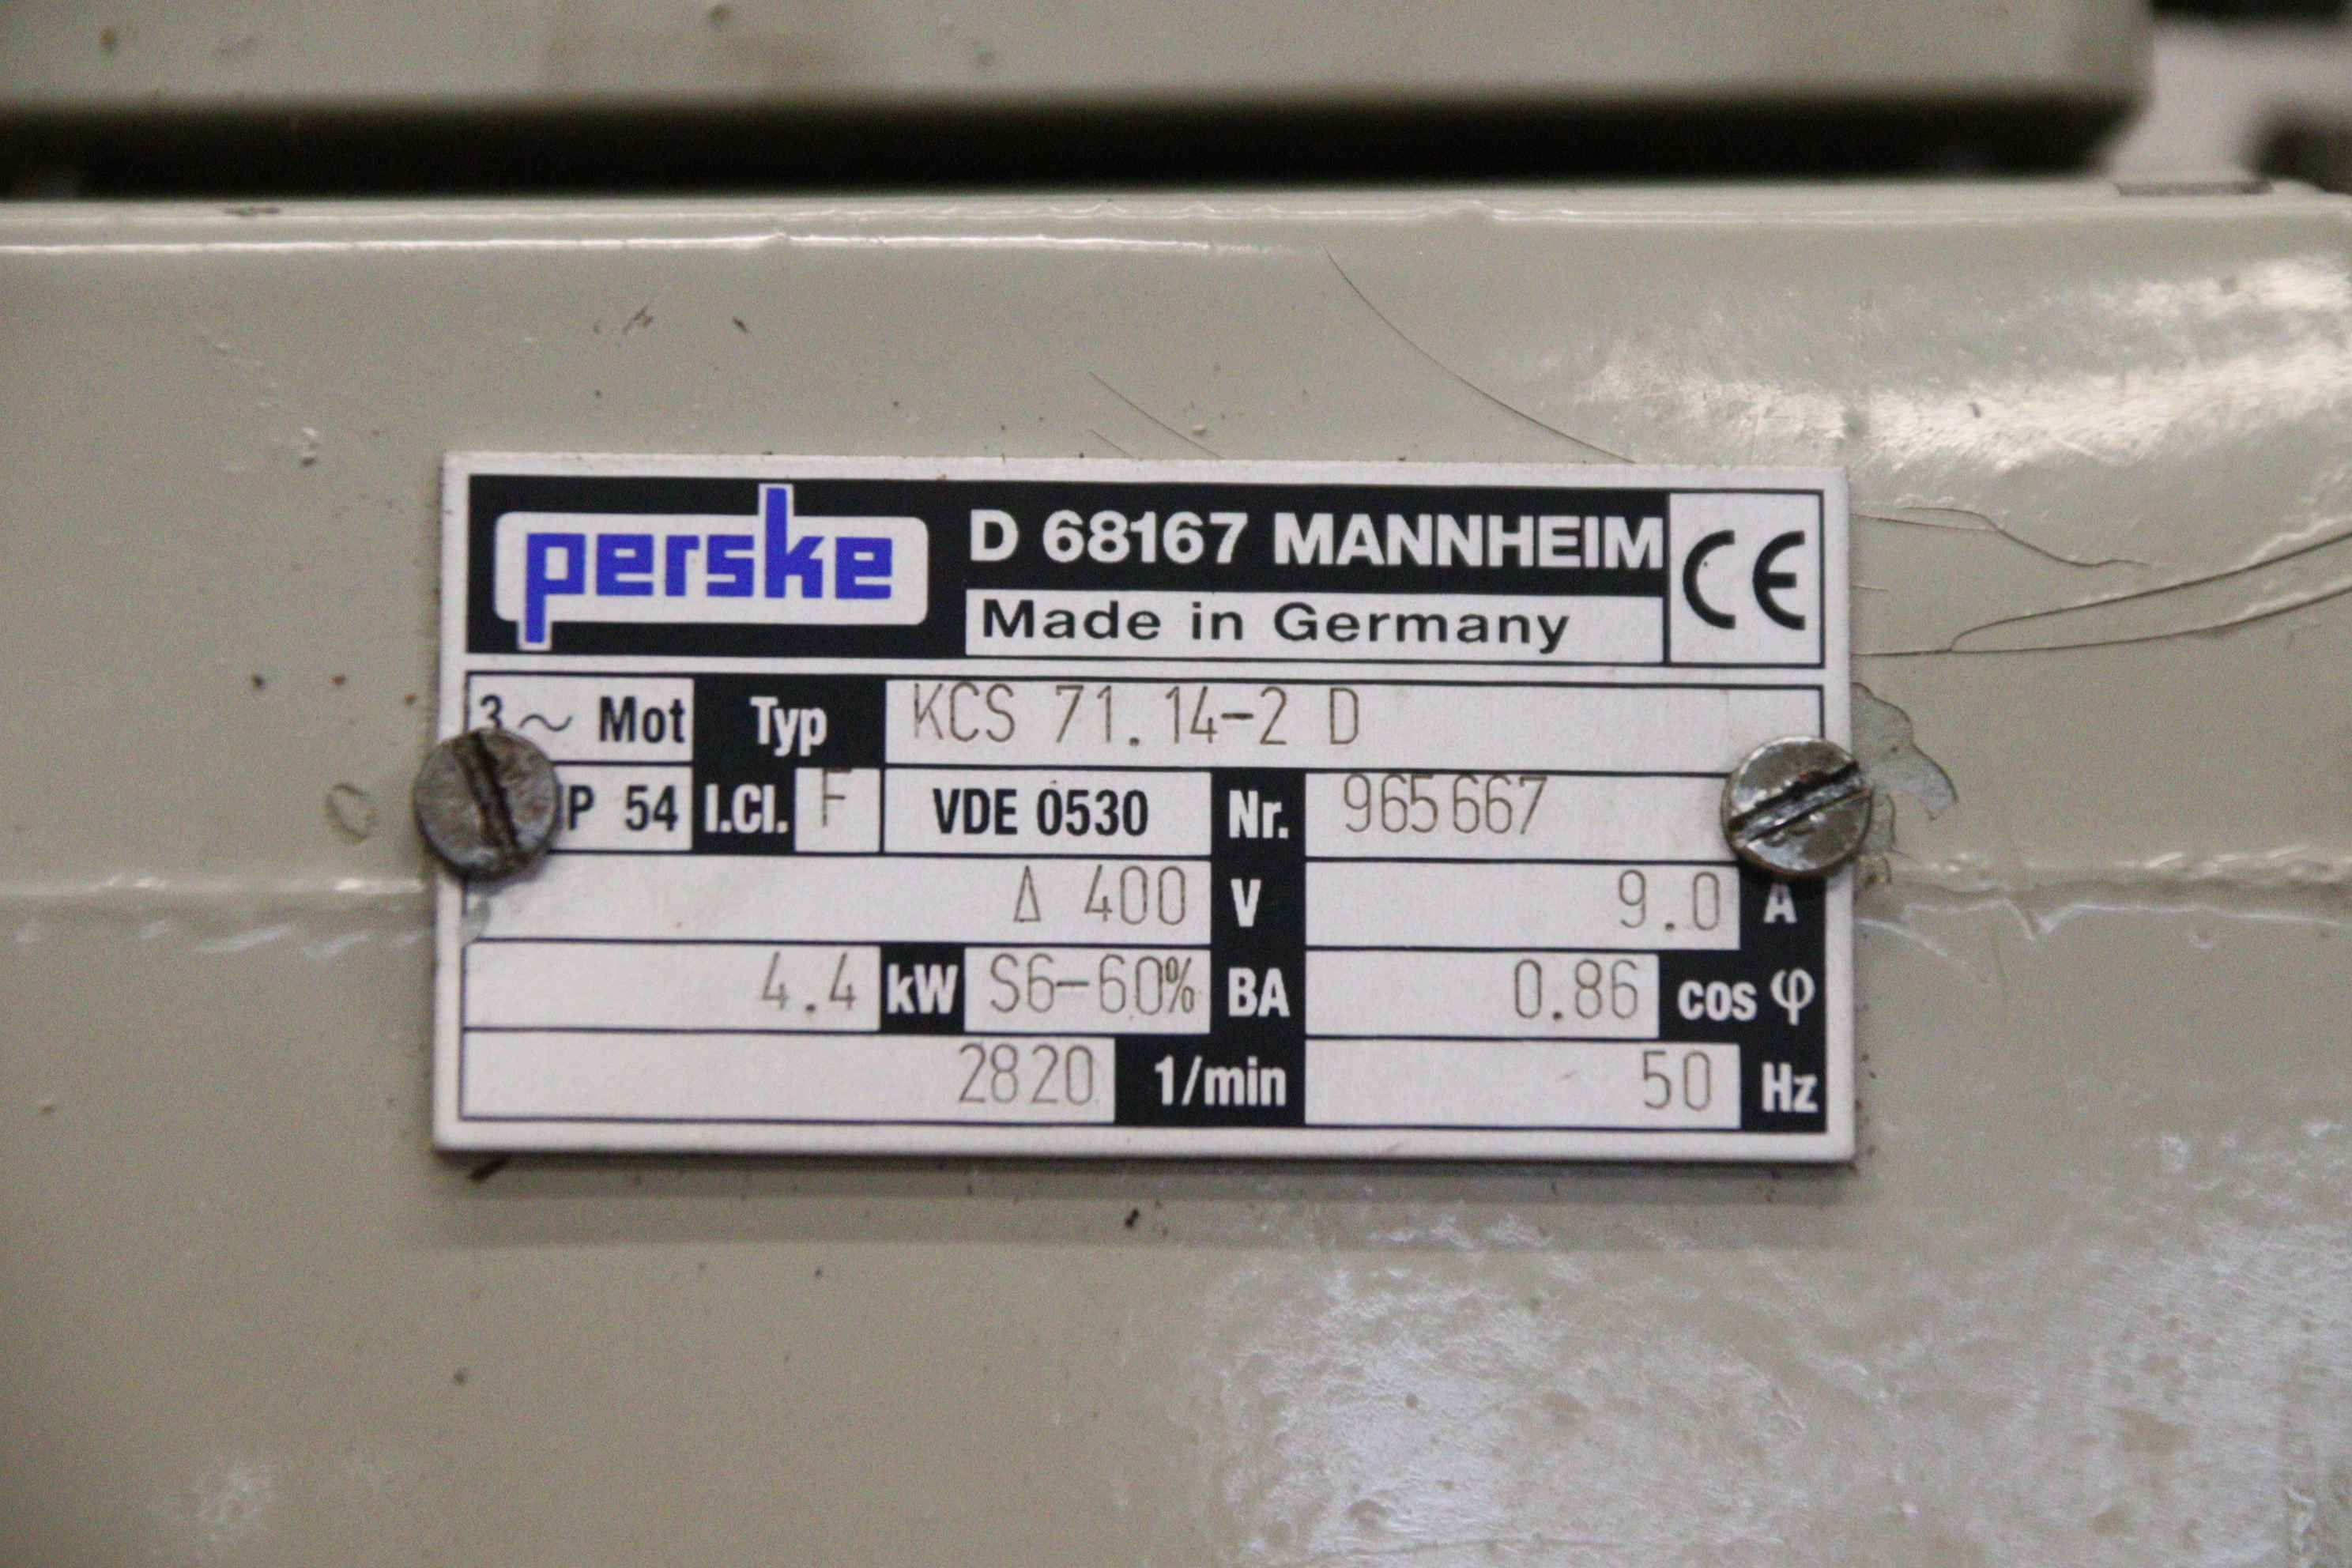 perske D 68167 MANNHEIM CE
Made in Germany
3 ~ Mot Typ KCS 71.14-2 D
P 54 I.Cl. F VDE 0530 Nr. 965667
Δ 400 V 9.0 A
4.4 kW S6-60% BA 0.86 cos φ
2820 1/min 50 Hz